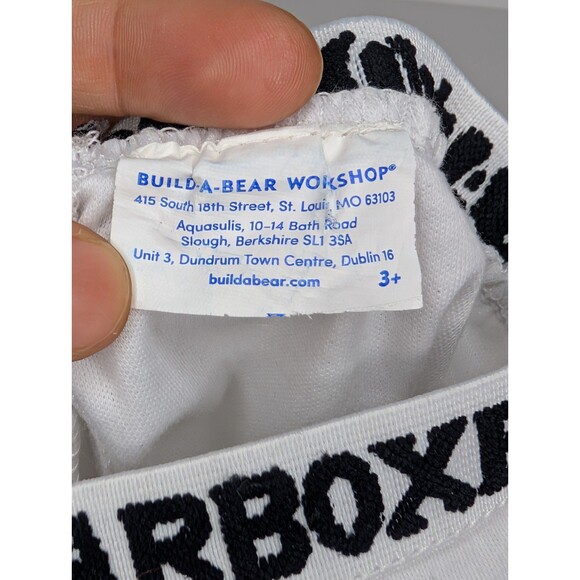 BUILD-A-BEAR WORKSHOP®
415 South 18th Street, St. Louis, MO 63103
Aquasulis, 10-14 Bath Road
Slough, Berkshire SL1 3SA
Unit 3, Dundrum Town Centre, Dublin 16
buildabear.com 3+
ARBOXE